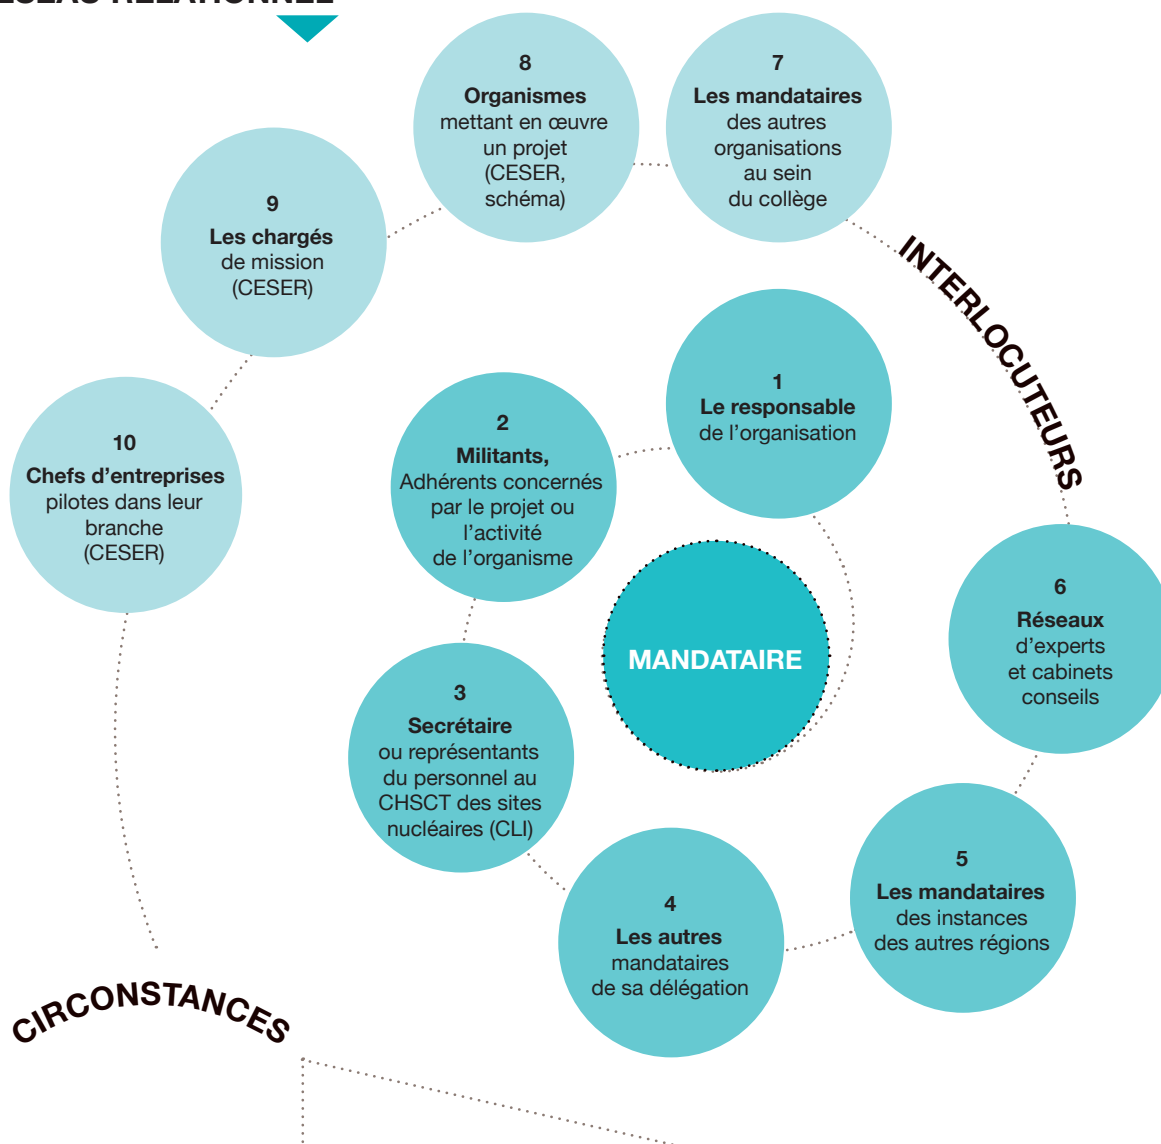 RELATIONNEL
8
Organismes
mettant en œuvre
un projet
(CESER,
schéma)
7
Les mandataires
des autres
organisations
au sein
du collège
9
Les chargés
de mission
(CESER)
INTERLOCUTEURS
1
Le responsable
de l’organisation
2
Militants,
Adhérents concernés
par le projet ou
l’activité
de l’organisme
10
Chefs d’entreprises
pilotes dans leur
branche
(CESER)
MANDATAIRE
6
Réseaux
d’experts
et cabinets
conseils
3
Secrétaire
ou représentants
du personnel au
CHSCT des sites
nucléaires (CLI)
5
Les mandataires
des instances
des autres régions
4
Les autres
mandataires
de sa délégation
CIRCONSTANCES